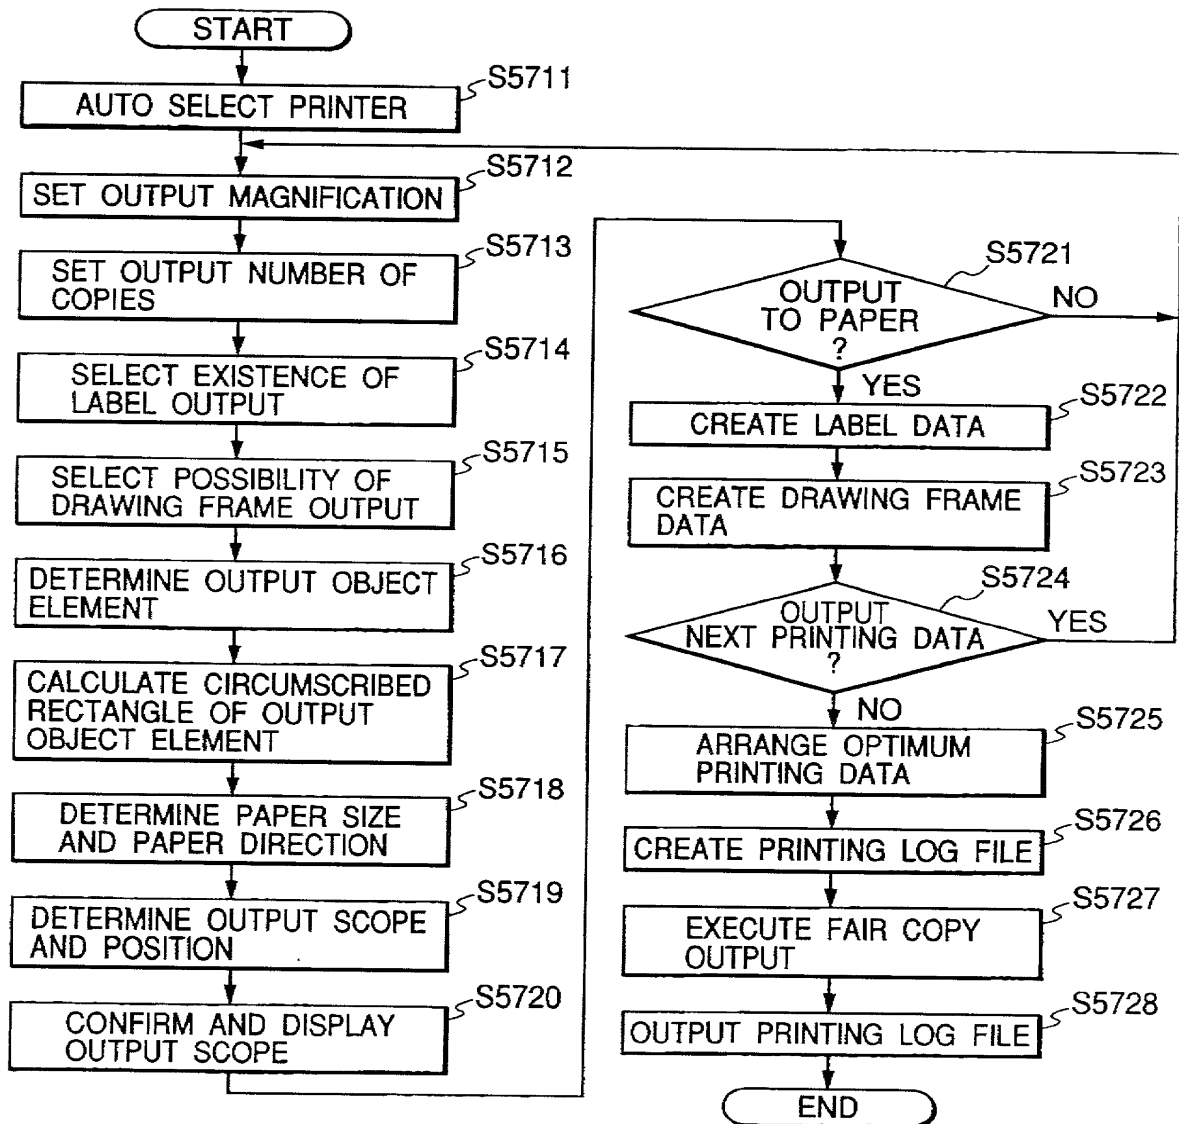 START
AUTO SELECT PRINTER
S5711
SET OUTPUT MAGNIFICATION
S5712
SET OUTPUT NUMBER OF
COPIES
S5713
SELECT EXISTENCE OF
LABEL OUTPUT
S5714
SELECT POSSIBILITY OF
DRAWING FRAME OUTPUT
S5715
DETERMINE OUTPUT OBJECT
ELEMENT
S5716
CALCULATE CIRCUMSCRIBED
RECTANGLE OF OUTPUT
OBJECT ELEMENT
S5717
DETERMINE PAPER SIZE
AND PAPER DIRECTION
S5718
DETERMINE OUTPUT SCOPE
AND POSITION
S5719
CONFIRM AND DISPLAY
OUTPUT SCOPE
S5720
OUTPUT
TO PAPER
?
S5721
NO
YES
CREATE LABEL DATA
S5722
CREATE DRAWING FRAME
DATA
S5723
OUTPUT
NEXT PRINTING DATA
?
S5724
YES
NO
ARRANGE OPTIMUM
PRINTING DATA
S5725
CREATE PRINTING LOG FILE
S5726
EXECUTE FAIR COPY
OUTPUT
S5727
OUTPUT PRINTING LOG FILE
S5728
END